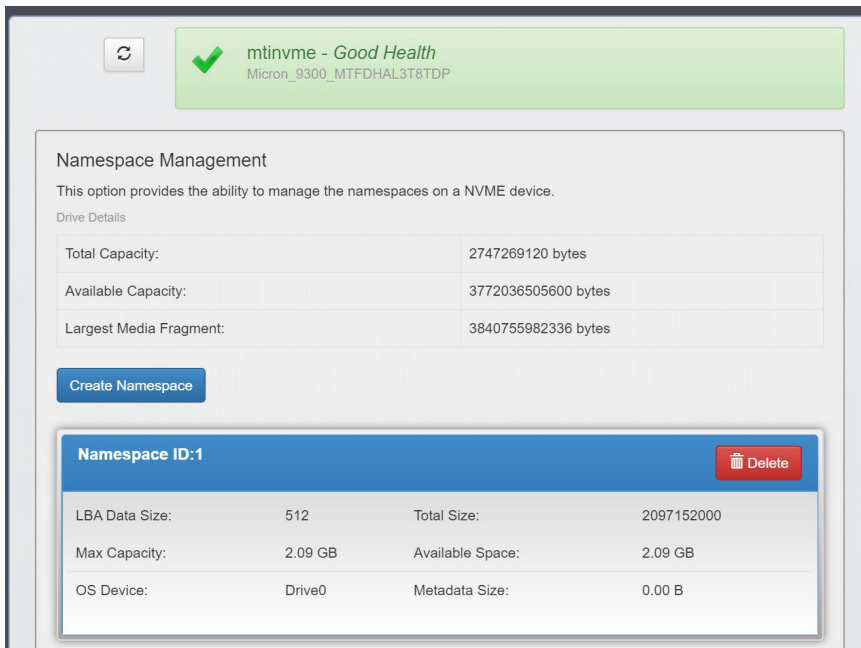 mtinvme - Good Health
Micron_9300_MTFDHAL3T8TDP
Namespace Management
This option provides the ability to manage the namespaces on a NVME device.
Drive Details
Total Capacity: 2747269120 bytes
Available Capacity: 3772036505600 bytes
Largest Media Fragment: 3840755982336 bytes
Create Namespace
Namespace ID:1 Delete
LBA Data Size: 512 Total Size: 2097152000
Max Capacity: 2.09 GB Available Space: 2.09 GB
OS Device: Drive0 Metadata Size: 0.00 B